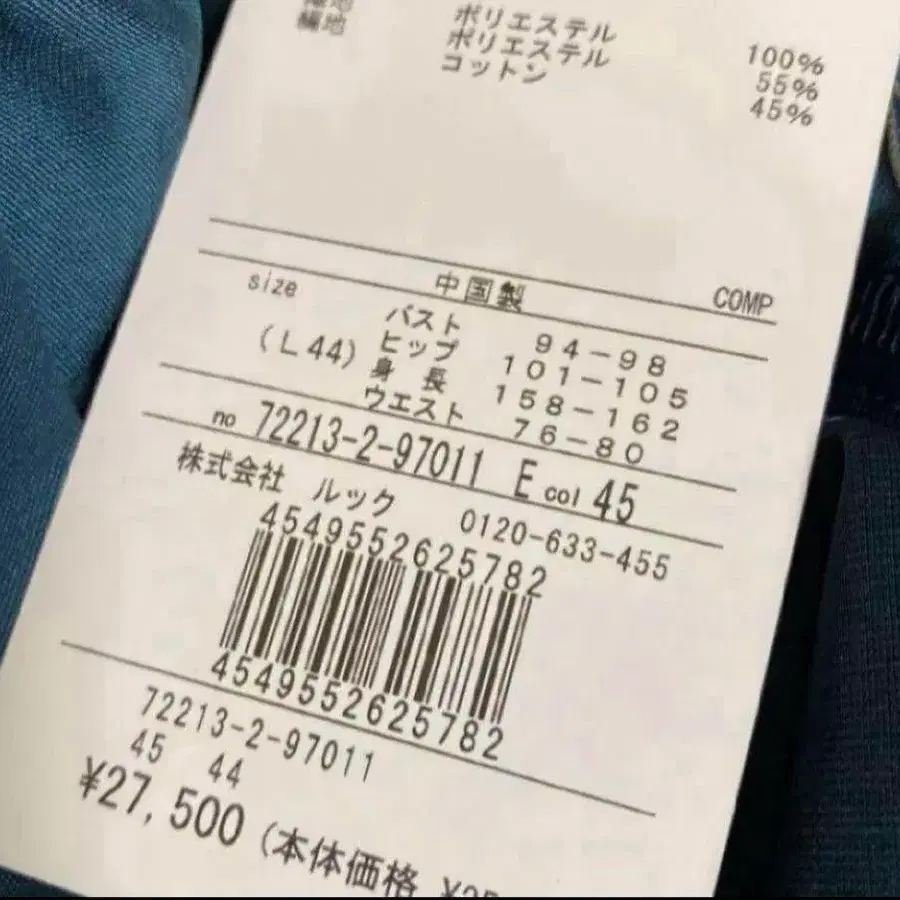 ポリエステル 100%
編地 ポリエステル 55%
コットン 45%
中国製 COMP
size バスト 94-98
(L44) ヒップ 101-105
身長 158-162
ウエスト 76-80
no 72213-2-97011 E col 45
株式会社 ルック 0120-633-455
4549552625782
4549552625782
72213-2-97011
45 44
¥27,500 (本体価格